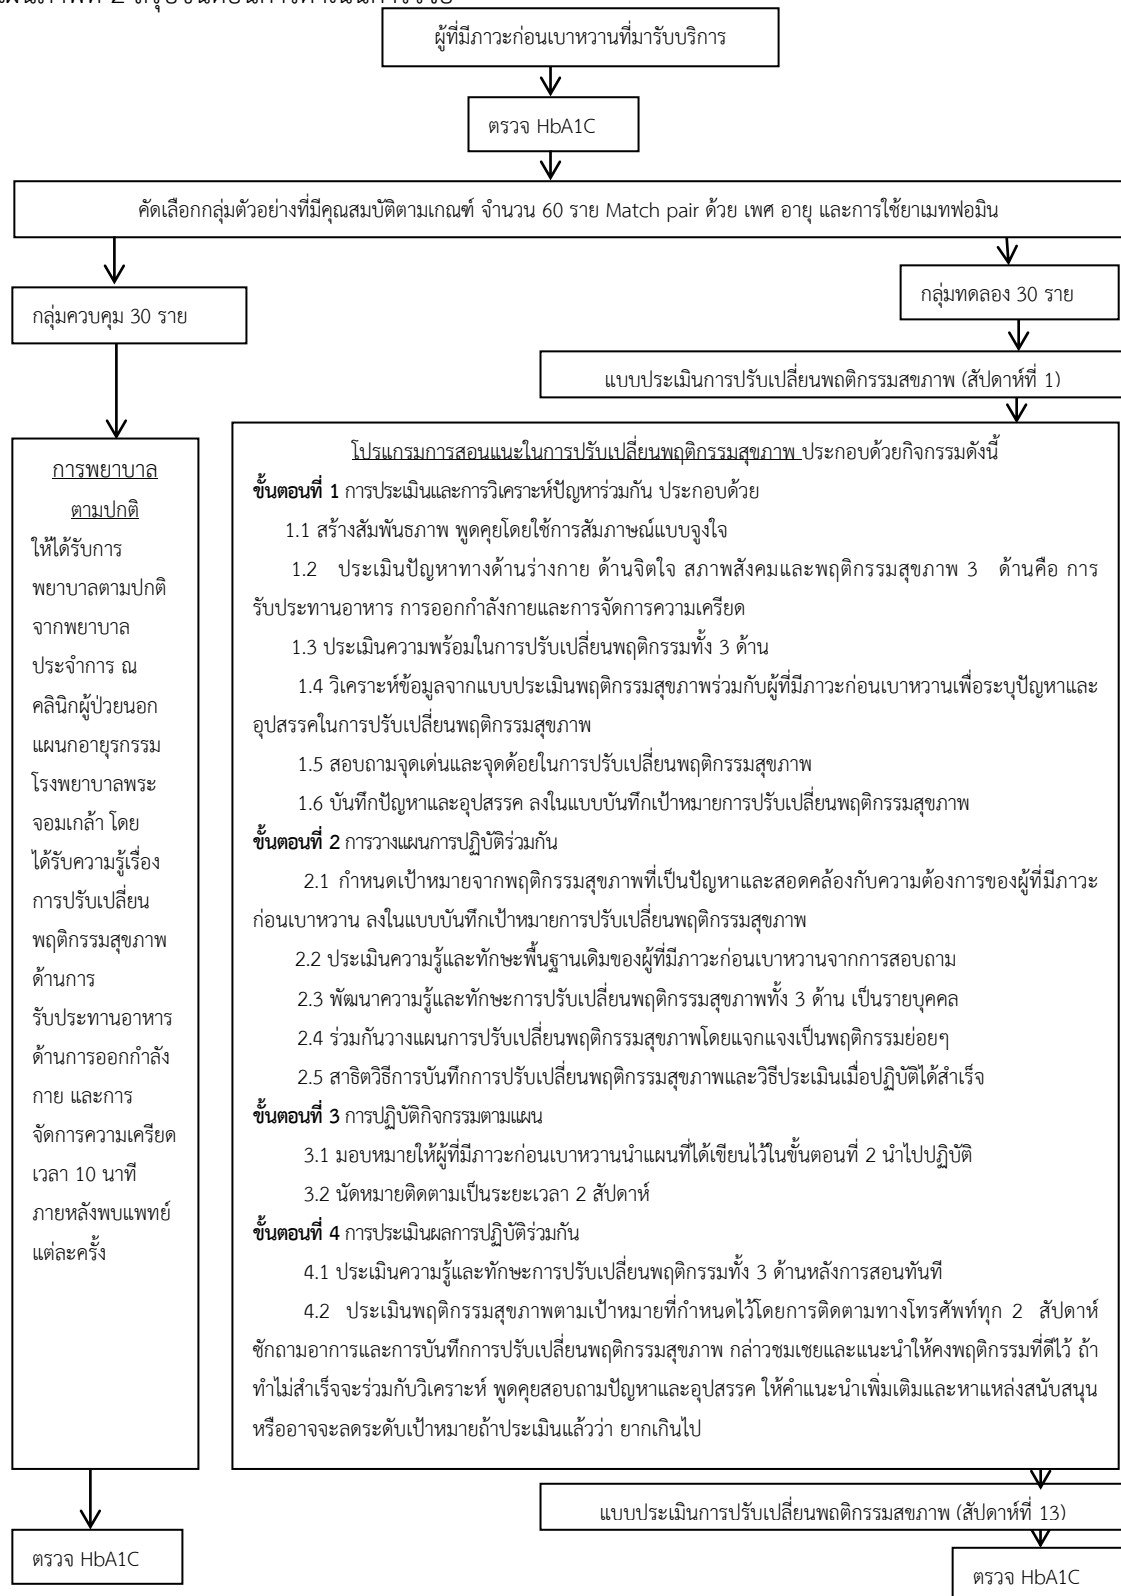 แผนภาพที่ 2 สรุปขั้นตอนการดำเนินการวิจัย
ผู้ที่มีภาวะก่อนเบาหวานที่มารับบริการ
ตรวจ HbA1C
คัดเลือกกลุ่มตัวอย่างที่มีคุณสมบัติตามเกณฑ์ จำนวน 60 ราย Match pair ด้วย เพศ อายุ และการใช้ยาเมทฟอมิน
กลุ่มควบคุม 30 ราย
กลุ่มทดลอง 30 ราย
แบบประเมินการปรับเปลี่ยนพฤติกรรมสุขภาพ (สัปดาห์ที่ 1)
การพยาบาล
ตามปกติ
ให้ได้รับการ
พยาบาลตามปกติ
จากพยาบาล
ประจำการ ณ
คลินิกผู้ป่วยนอก
แผนกอายุรกรรม
โรงพยาบาลพระ
จอมเกล้า โดย
ได้รับความรู้เรื่อง
การปรับเปลี่ยน
พฤติกรรมสุขภาพ
ด้านการ
รับประทานอาหาร
ด้านการออกกำลัง
กาย และการ
จัดการความเครียด
เวลา 10 นาที
ภายหลังพบแพทย์
แต่ละครั้ง
โปรแกรมการสอนแนะในการปรับเปลี่ยนพฤติกรรมสุขภาพ ประกอบด้วยกิจกรรมดังนี้
ขั้นตอนที่ 1 การประเมินและการวิเคราะห์ปัญหาร่วมกัน ประกอบด้วย
1.1 สร้างสัมพันธภาพ พูดคุยโดยใช้การสัมภาษณ์แบบจูงใจ
1.2 ประเมินปัญหาทางด้านร่างกาย ด้านจิตใจ สภาพสังคมและพฤติกรรมสุขภาพ 3 ด้านคือ การ
รับประทานอาหาร การออกกำลังกายและการจัดการความเครียด
1.3 ประเมินความพร้อมในการปรับเปลี่ยนพฤติกรรมทั้ง 3 ด้าน
1.4 วิเคราะห์ข้อมูลจากแบบประเมินพฤติกรรมสุขภาพร่วมกับผู้ที่มีภาวะก่อนเบาหวานเพื่อระบุปัญหาและ
อุปสรรคในการปรับเปลี่ยนพฤติกรรมสุขภาพ
1.5 สอบถามจุดเด่นและจุดด้อยในการปรับเปลี่ยนพฤติกรรมสุขภาพ
1.6 บันทึกปัญหาและอุปสรรค ลงในแบบบันทึกเป้าหมายการปรับเปลี่ยนพฤติกรรมสุขภาพ
ขั้นตอนที่ 2 การวางแผนการปฏิบัติร่วมกัน
2.1 กำหนดเป้าหมายจากพฤติกรรมสุขภาพที่เป็นปัญหาและสอดคล้องกับความต้องการของผู้ที่มีภาวะ
ก่อนเบาหวาน ลงในแบบบันทึกเป้าหมายการปรับเปลี่ยนพฤติกรรมสุขภาพ
2.2 ประเมินความรู้และทักษะพื้นฐานเดิมของผู้ที่มีภาวะก่อนเบาหวานจากการสอบถาม
2.3 พัฒนาความรู้และทักษะการปรับเปลี่ยนพฤติกรรมสุขภาพทั้ง 3 ด้าน เป็นรายบุคคล
2.4 ร่วมกันวางแผนการปรับเปลี่ยนพฤติกรรมสุขภาพโดยแจกแจงเป็นพฤติกรรมย่อยๆ
2.5 สาธิตวิธีการบันทึกการปรับเปลี่ยนพฤติกรรมสุขภาพและวิธีประเมินเมื่อปฏิบัติได้สำเร็จ
ขั้นตอนที่ 3 การปฏิบัติกิจกรรมตามแผน
3.1 มอบหมายให้ผู้ที่มีภาวะก่อนเบาหวานนำแผนที่ได้เขียนไว้ในขั้นตอนที่ 2 นำไปปฏิบัติ
3.2 นัดหมายติดตามเป็นระยะเวลา 2 สัปดาห์
ขั้นตอนที่ 4 การประเมินผลการปฏิบัติร่วมกัน
4.1 ประเมินความรู้และทักษะการปรับเปลี่ยนพฤติกรรมทั้ง 3 ด้านหลังการสอนทันที
4.2 ประเมินพฤติกรรมสุขภาพตามเป้าหมายที่กำหนดไว้โดยการติดตามทางโทรศัพท์ทุก 2 สัปดาห์
ซักถามอาการและการบันทึกการปรับเปลี่ยนพฤติกรรมสุขภาพ กล่าวชมเชยและแนะนำให้คงพฤติกรรมที่ดีไว้ ถ้า
ทำไม่สำเร็จจะร่วมกับวิเคราะห์ พูดคุยสอบถามปัญหาและอุปสรรค ให้คำแนะนำเพิ่มเติมและหาแหล่งสนับสนุน
หรืออาจจะลดระดับเป้าหมายถ้าประเมินแล้วว่า ยากเกินไป
แบบประเมินการปรับเปลี่ยนพฤติกรรมสุขภาพ (สัปดาห์ที่ 13)
ตรวจ HbA1C
ตรวจ HbA1C